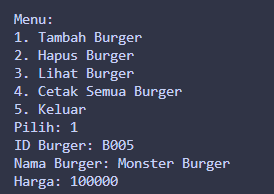 Menu:
1. Tambah Burger
2. Hapus Burger
3. Lihat Burger
4. Cetak Semua Burger
5. Keluar
Pilih: 1
ID Burger: B005
Nama Burger: Monster Burger
Harga: 100000